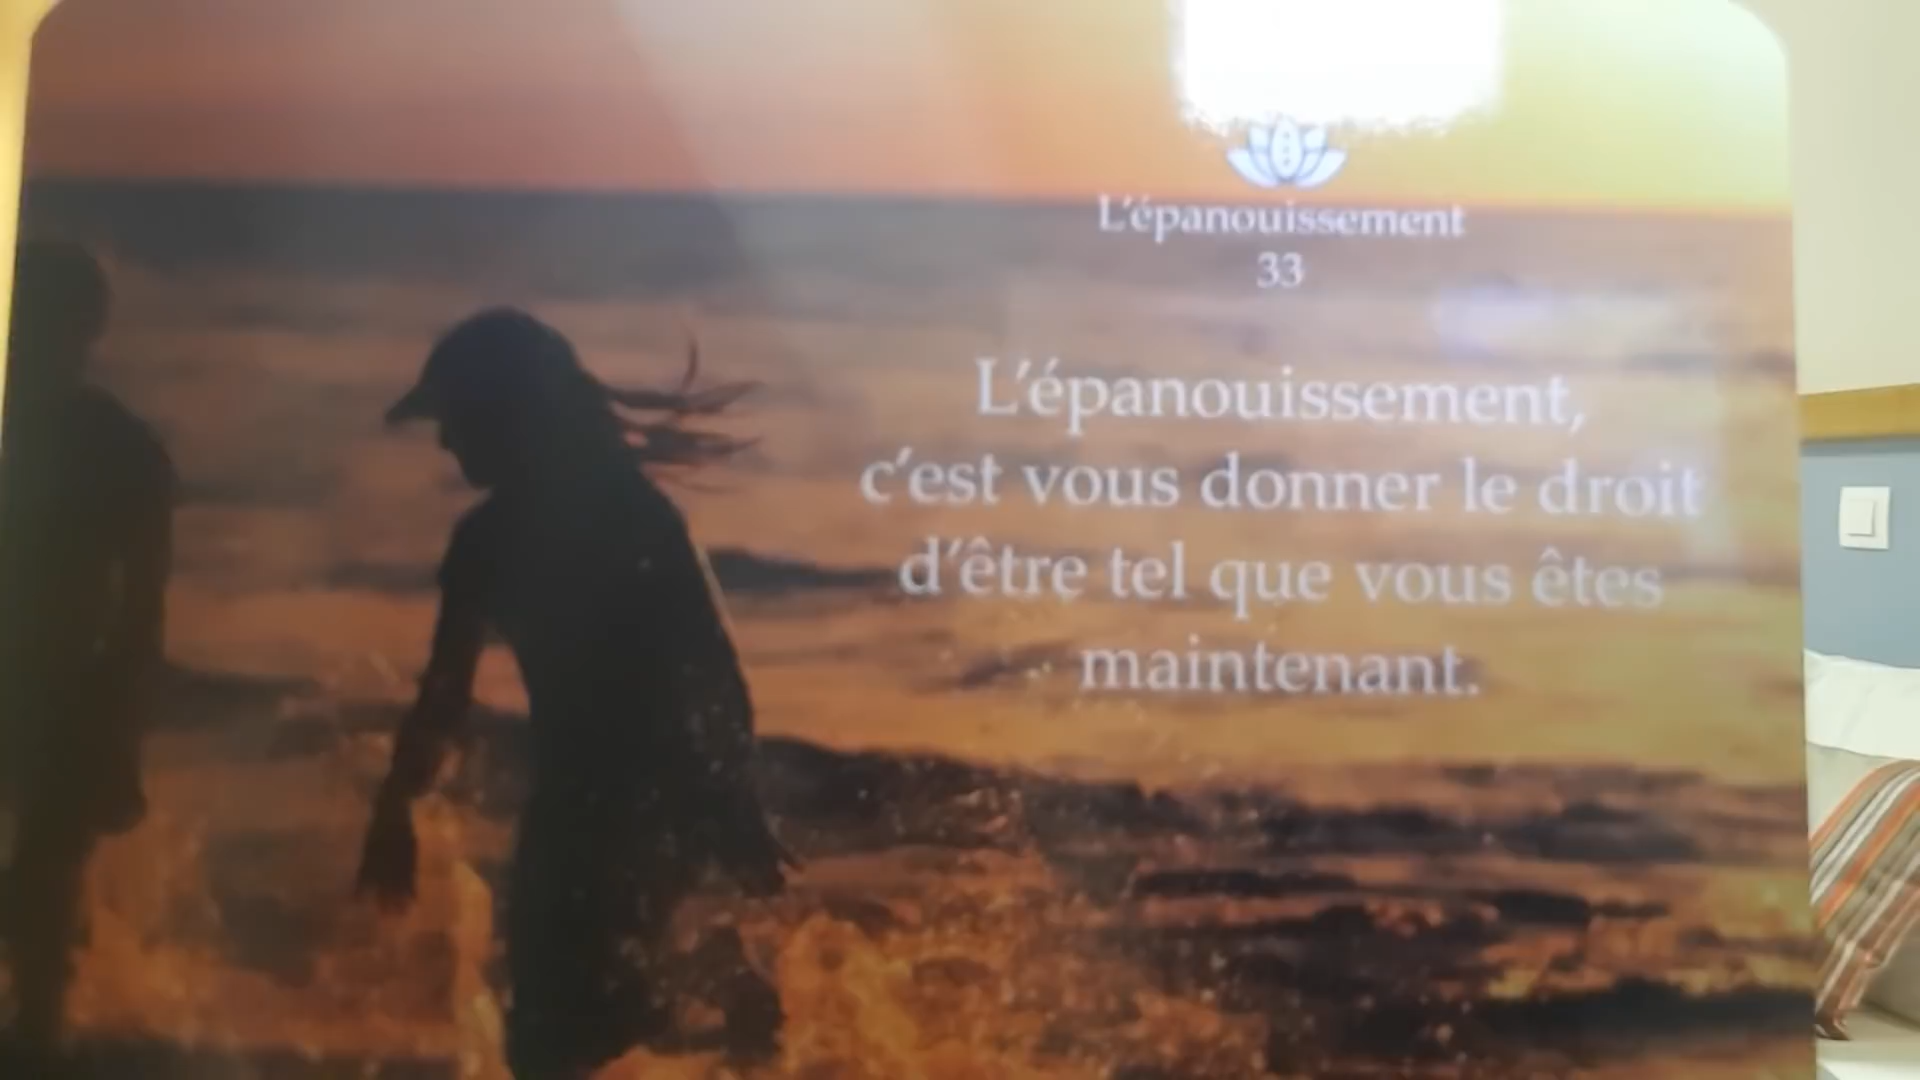 L'épanouissement
33
L'épanouissement,
c'est vous donner le droit
d'être tel que vous êtes
maintenant.